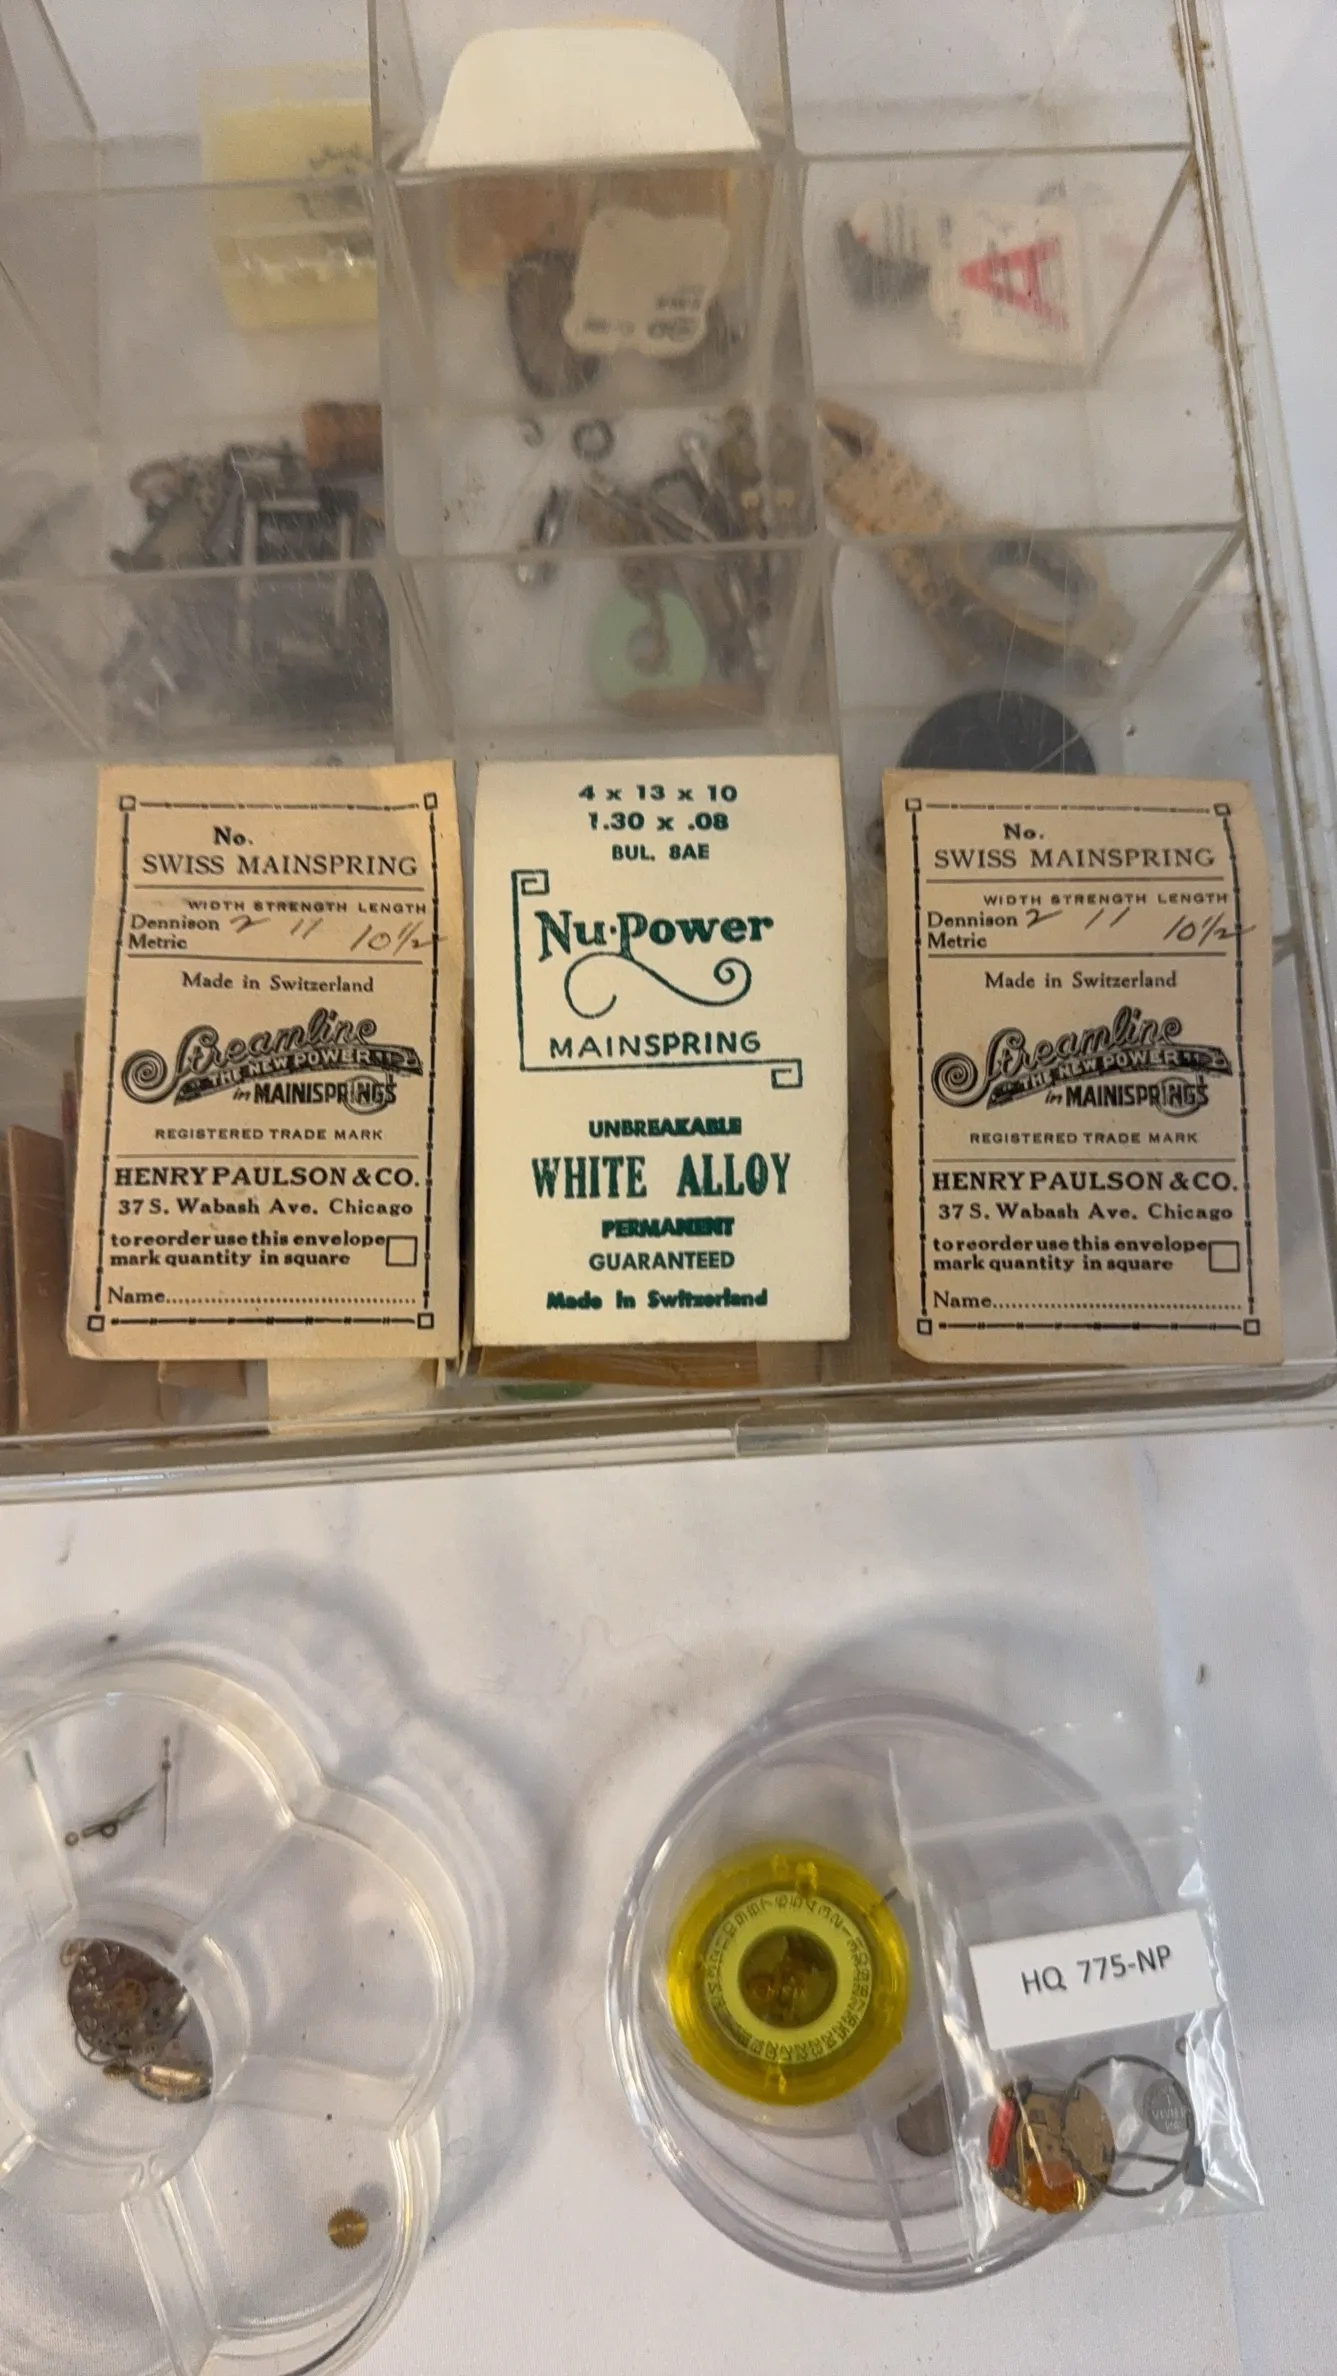 A
No.
SWISS MAINSPRING
WIDTH STRENGTH LENGTH
Dennison 2 11 10 1/2
Metric
Made in Switzerland
Streamline
THE NEW POWER
in MAINSPRINGS
REGISTERED TRADE MARK
HENRY PAULSON & CO.
37 S. Wabash Ave. Chicago
to reorder use this envelope
mark quantity in square
Name
4 x 13 x 10
1.30 x .08
BUL. 8AE
Nu-Power
MAINSPRING
UNBREAKABLE
WHITE ALLOY
PERMANENT
GUARANTEED
Made in Switzerland
No.
SWISS MAINSPRING
WIDTH STRENGTH LENGTH
Dennison 2 11 10 1/2
Metric
Made in Switzerland
Streamline
THE NEW POWER
in MAINSPRINGS
REGISTERED TRADE MARK
HENRY PAULSON & CO.
37 S. Wabash Ave. Chicago
to reorder use this envelope
mark quantity in square
Name
HQ 775-NP